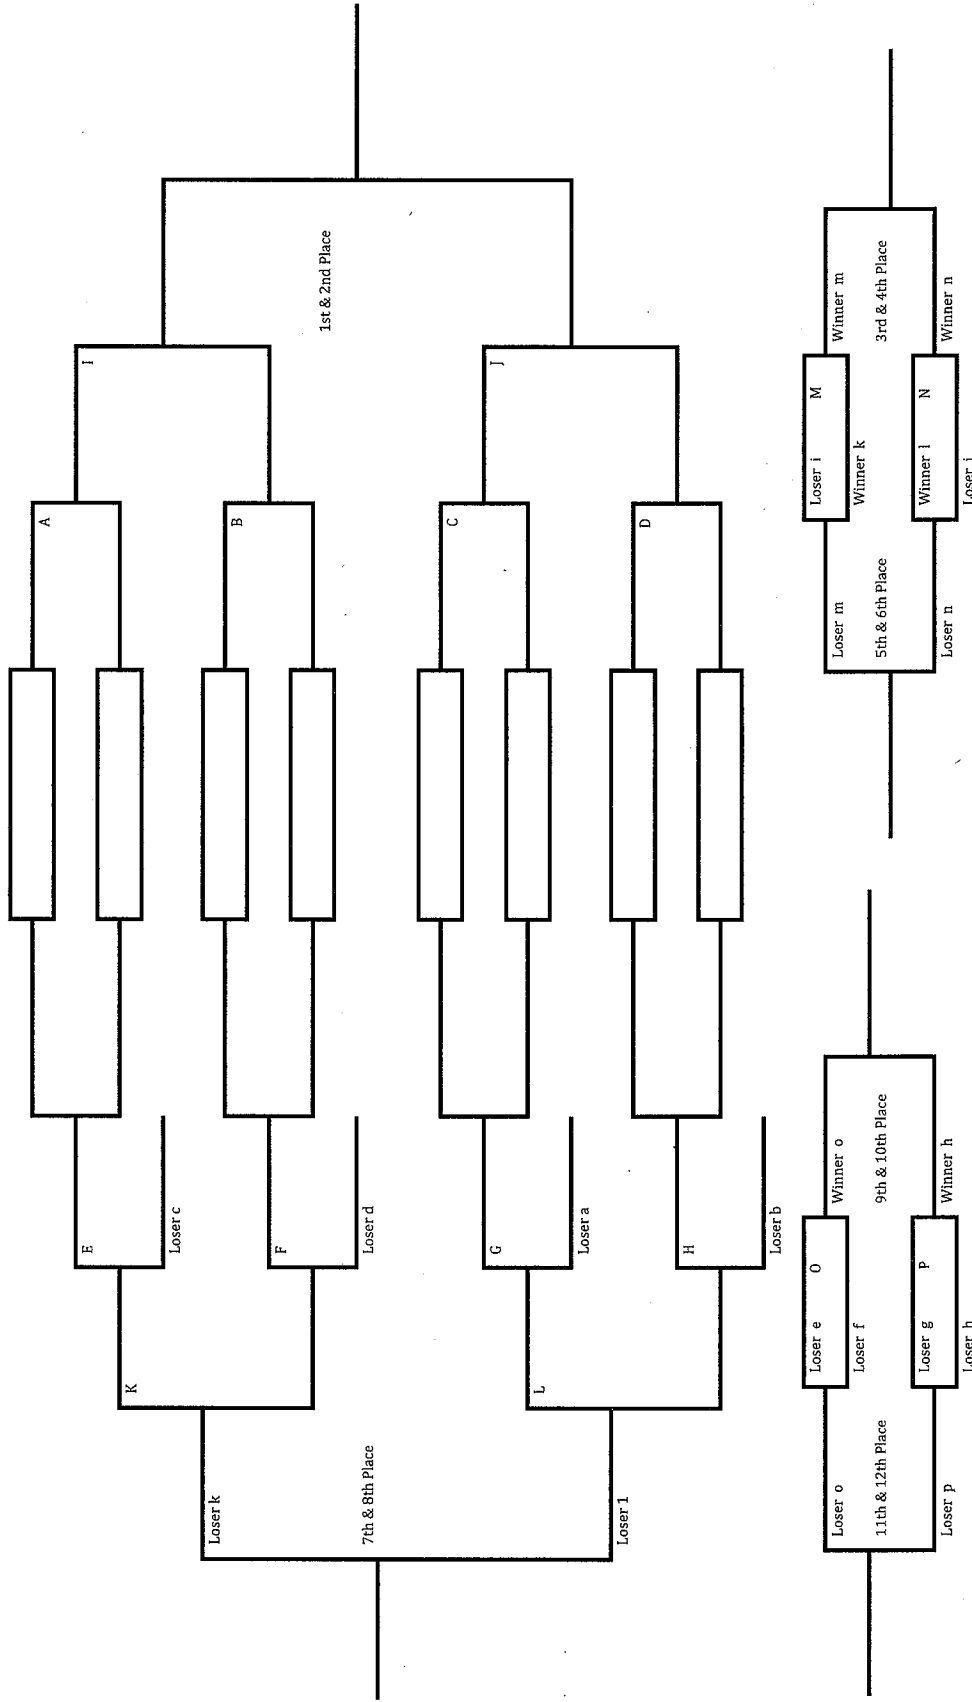 A
E
I
K
Loser c
Loser k
B
F
1st & 2nd Place
7th & 8th Place
Loser d
C
G
J
L
Loser a
Loser l
D
H
Loser b
Loser e O
Loser i M
Loser o
Winner o
Loser m
Winner m
Loser f
Winner k
11th & 12th Place
9th & 10th Place
5th & 6th Place
3rd & 4th Place
Loser g P
Winner l N
Loser p
Winner h
Loser n
Winner n
Loser h
Loser j